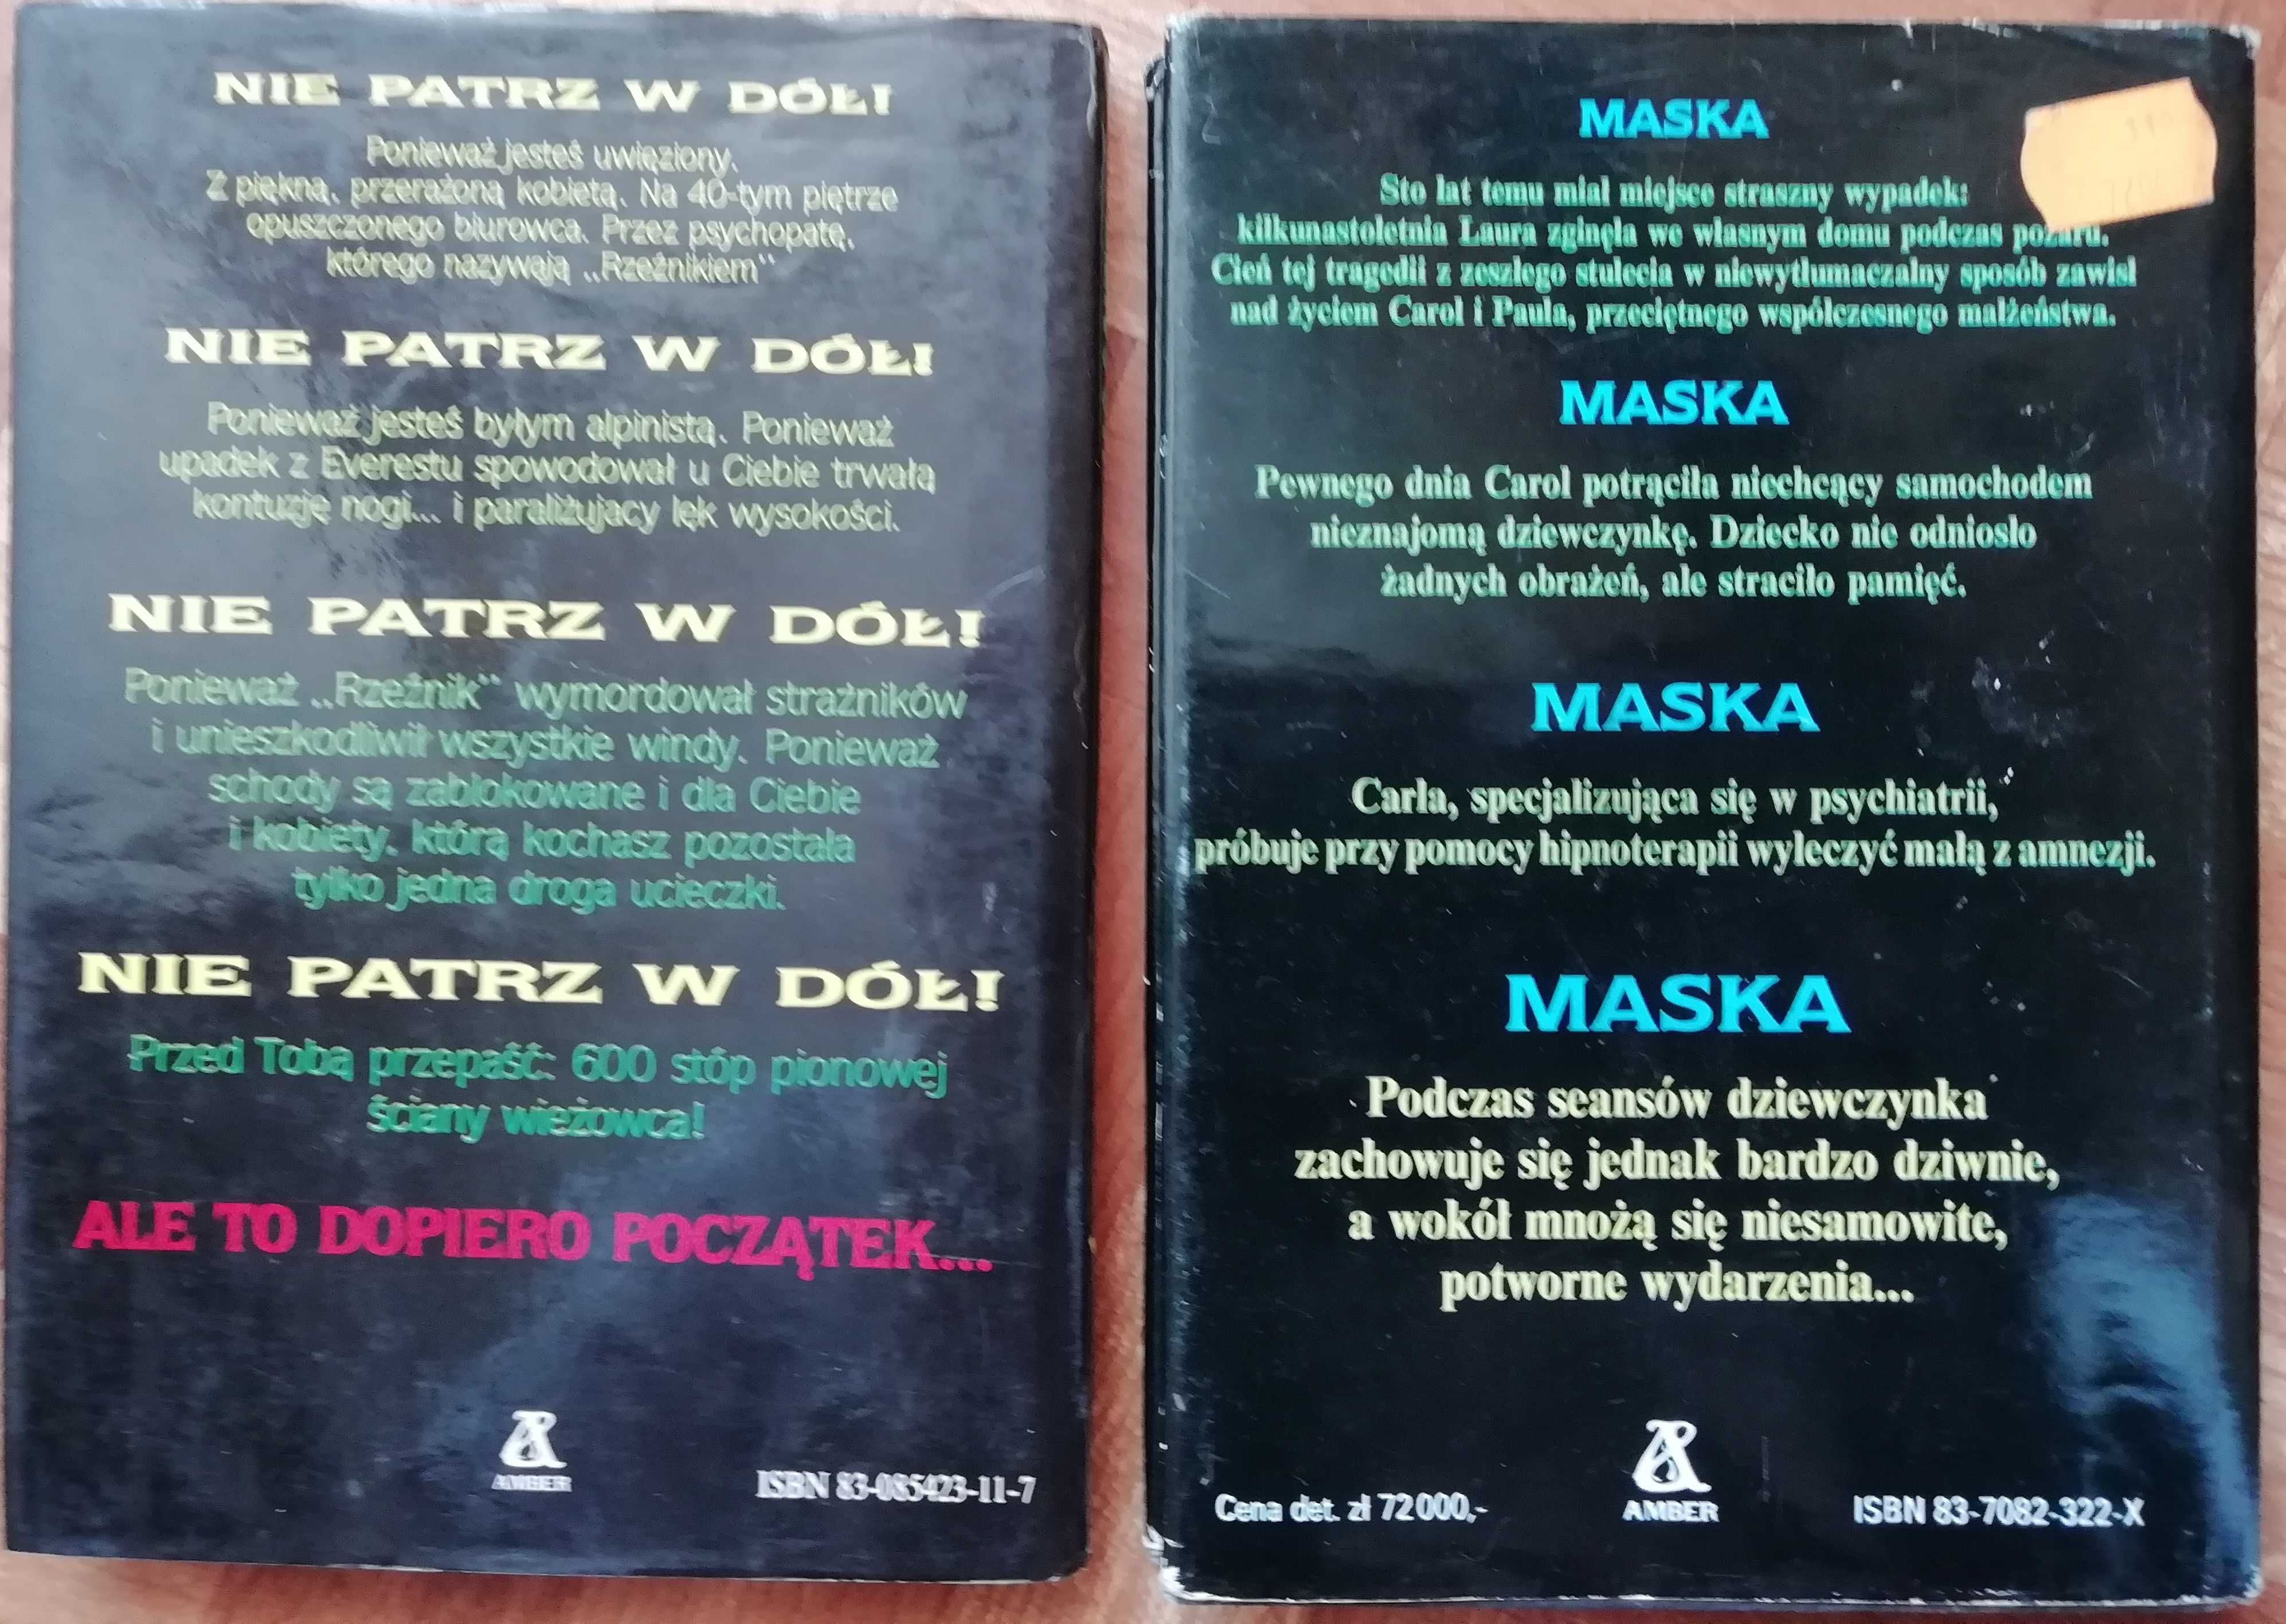 NIE PATRZ W DÓŁ!
Ponieważ jesteś uwięziony.
Z piękną, przerażoną kobietą. Na 40-tym piętrze
opuszczonego biurowca. Przez psychopatę,
którego nazywają „Rzeźnikiem”
NIE PATRZ W DÓŁ!
Ponieważ jesteś byłym alpinistą. Ponieważ
upadek z Everestu spowodował u Ciebie trwałą
kontuzję nogi... i paraliżujacy lęk wysokości.
NIE PATRZ W DÓŁ!
Ponieważ „Rzeźnik” wymordował strażników
i unieszkodliwił wszystkie windy. Ponieważ
schody są zablokowane i dla Ciebie
i kobiety, którą kochasz pozostała
tylko jedna droga ucieczki.
NIE PATRZ W DÓŁ!
Przed Tobą przepaść: 600 stóp pionowej
ściany wieżowca!
ALE TO DOPIERO POCZĄTEK...
AMBER
ISBN 83-085423-11-7
MASKA
Sto lat temu miał miejsce straszny wypadek:
kilkunastoletnia Laura zginęła we własnym domu podczas pożaru.
Cień tej tragedii z zeszłego stulecia w niewytłumaczalny sposób zawisł
nad życiem Carol i Paula, przeciętnego współczesnego małżeństwa.
MASKA
Pewnego dnia Carol potrąciła niechcący samochodem
nieznajomą dziewczynkę. Dziecko nie odniosło
żadnych obrażeń, ale straciło pamięć.
MASKA
Carla, specjalizująca się w psychiatrii,
próbuje przy pomocy hipnoterapii wyleczyć małą z amnezji.
MASKA
Podczas seansów dziewczynka
zachowuje się jednak bardzo dziwnie,
a wokół mnożą się niesamowite,
potworne wydarzenia...
Cena det. zł 72000,-
AMBER
ISBN 83-7082-322-X